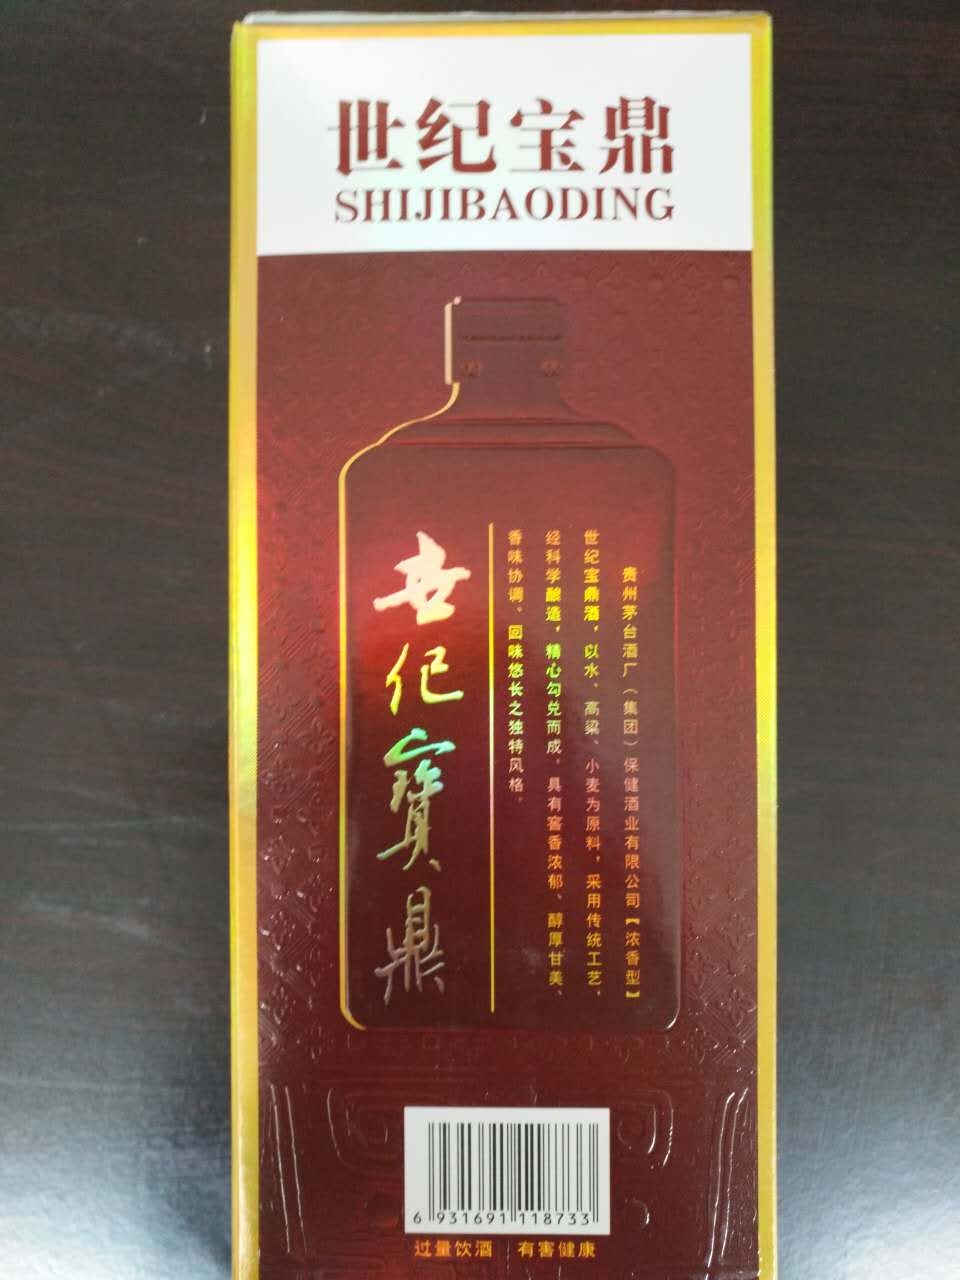 世纪宝鼎
SHIJIBAODING
贵州茅台酒厂(集团)保健酒业有限公司【浓香型】
世纪宝鼎酒，以水、高粱、小麦为原料，采用传统工艺，
经科学酿造，精心勾兑而成，具有窖香浓郁、醇厚甘美、
香味协调，回味悠长之独特风格。
世纪寶鼎
6 931691 118733
过量饮酒 有害健康